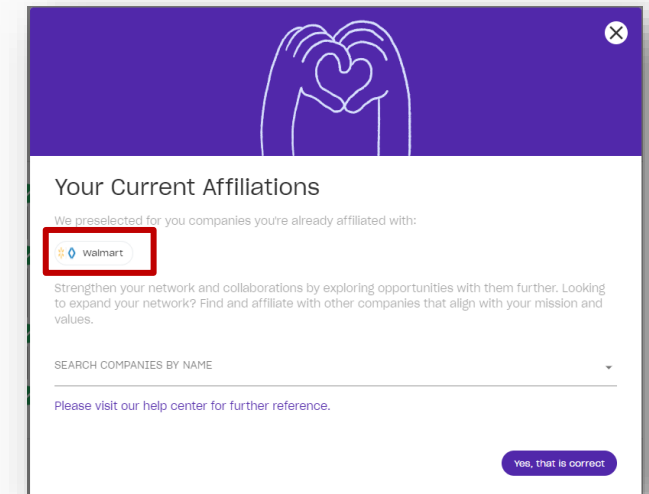 Your Current Affiliations
We preselected for you companies you're already affiliated with:
Walmart
Strengthen your network and collaborations by exploring opportunities with them further. Looking
to expand your network? Find and affiliate with other companies that align with your mission and
values.
SEARCH COMPANIES BY NAME
Please visit our help center for further reference.
Yes, that is correct